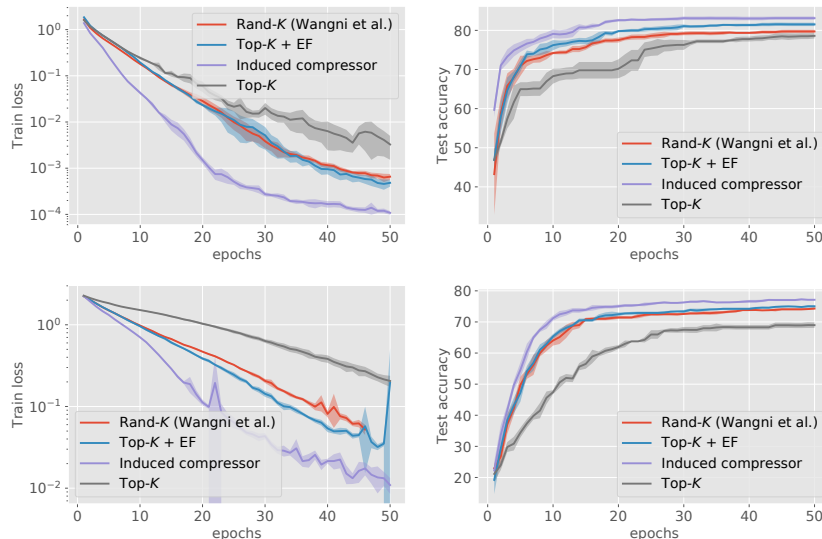 Rand-K (Wangni et al.)
Top-K + EF
Induced compressor
Top-K
Train loss
10⁰
10⁻¹
10⁻²
10⁻³
10⁻⁴
0 10 20 30 40 50
epochs
Test accuracy
80
70
60
50
40
Rand-K (Wangni et al.)
Top-K + EF
Induced compressor
Top-K
0 10 20 30 40 50
epochs
Train loss
10⁰
10⁻¹
10⁻²
Rand-K (Wangni et al.)
Top-K + EF
Induced compressor
Top-K
0 10 20 30 40 50
epochs
Test accuracy
80
70
60
50
40
30
20
Rand-K (Wangni et al.)
Top-K + EF
Induced compressor
Top-K
0 10 20 30 40 50
epochs